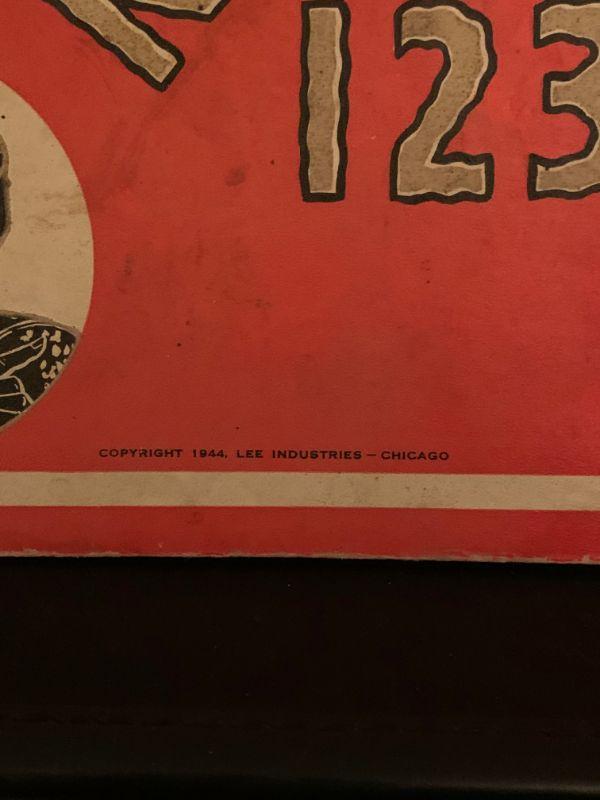 123
COPYRIGHT 1944, LEE INDUSTRIES — CHICAGO